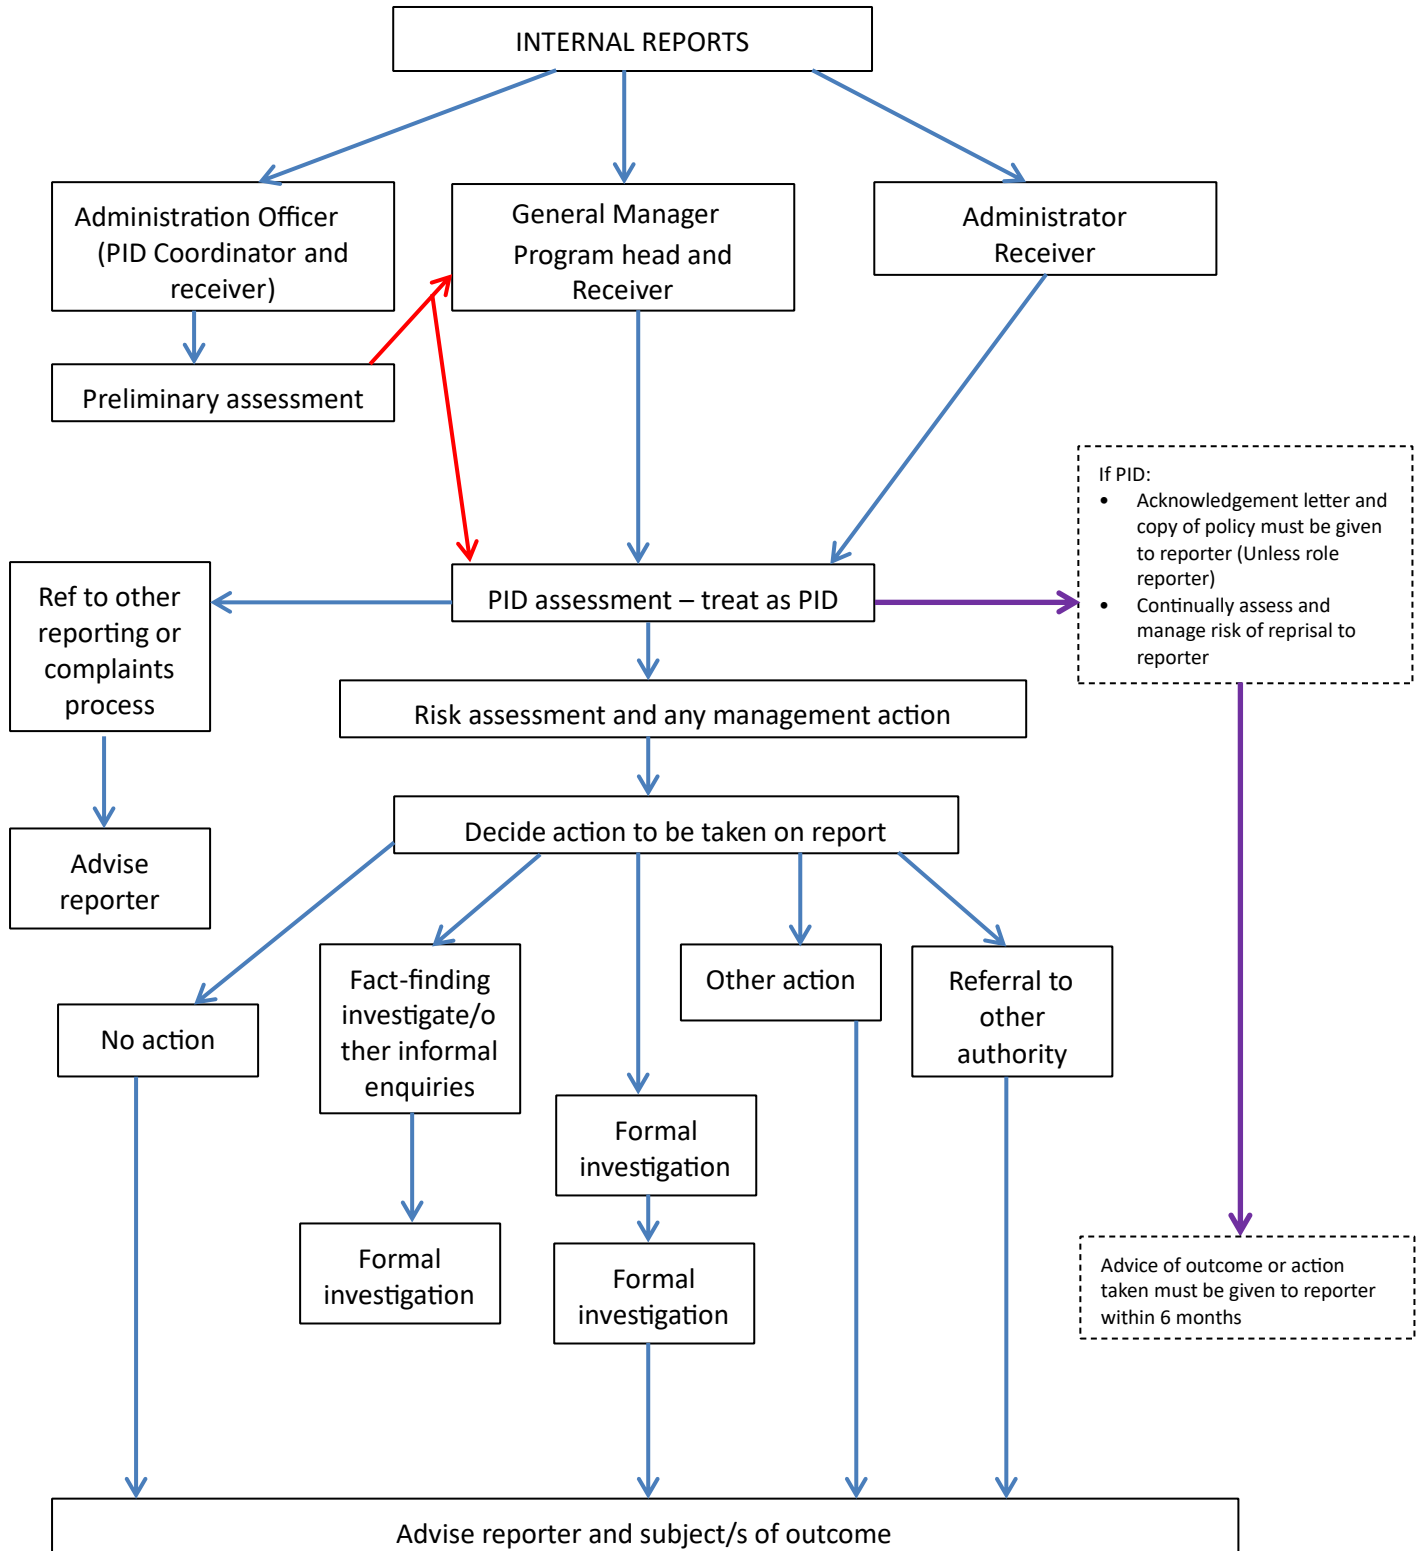 INTERNAL REPORTS
Administration Officer
(PID Coordinator and
receiver)
General Manager
Program head and
Receiver
Administrator
Receiver
Preliminary assessment
If PID:
• Acknowledgement letter and
copy of policy must be given
to reporter (Unless role
reporter)
• Continually assess and
manage risk of reprisal to
reporter
Ref to other
reporting or
complaints
process
PID assessment – treat as PID
Risk assessment and any management action
Decide action to be taken on report
Advise
reporter
No action
Fact-finding
investigate/o
ther informal
enquiries
Other action
Referral to
other
authority
Formal
investigation
Formal
investigation
Formal
investigation
Advice of outcome or action
taken must be given to reporter
within 6 months
Advise reporter and subject/s of outcome